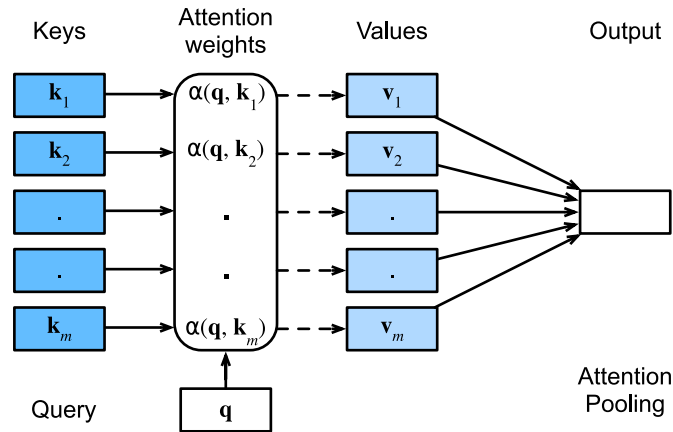 Keys
Attention
weights
Values
Output
k₁
α(q, k₁)
v₁
k₂
α(q, k₂)
v₂
. . .
. . .
kₘ
α(q, kₘ)
vₘ
Query
q
Attention
Pooling